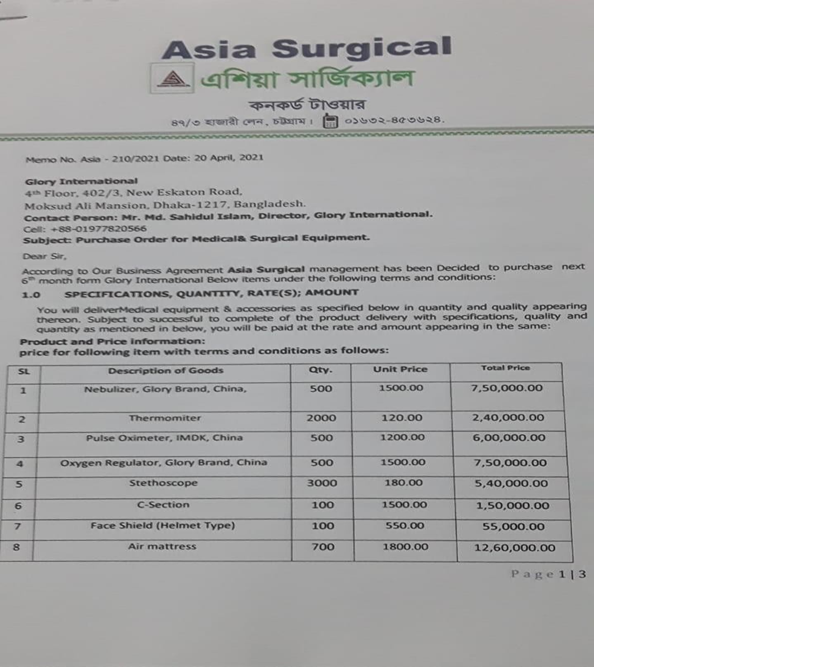 Asia Surgical
এশিয়া সার্জিক্যাল
কনকর্ড টাওয়ার
৪৭/৩ হাজারী লেন, চট্টগ্রাম। ০১৬৩২-৪৫৩৬২৪.
Memo No. Asia - 210/2021 Date: 20 April, 2021
Glory International
4th Floor, 402/3, New Eskaton Road,
Moksud Ali Mansion, Dhaka-1217, Bangladesh.
Contact Person: Mr. Md. Sahidul Islam, Director, Glory International.
Cell: +88-01977820566
Subject: Purchase Order for Medical& Surgical Equipment.
Dear Sir,
According to Our Business Agreement Asia Surgical management has been Decided to purchase next
6th month form Glory International Below items under the following terms and conditions:
1.0 SPECIFICATIONS, QUANTITY, RATE(S); AMOUNT
You will deliverMedical equipment & accessories as specified below in quantity and quality appearing
thereon. Subject to successful to complete of the product delivery with specifications, quality and
quantity as mentioned in below, you will be paid at the rate and amount appearing in the same:
Product and Price information:
price for following item with terms and conditions as follows:
SL Description of Goods Qty. Unit Price Total Price
1 Nebulizer, Glory Brand, China, 500 1500.00 7,50,000.00
2 Thermomiter 2000 120.00 2,40,000.00
3 Pulse Oximeter, IMDK, China 500 1200.00 6,00,000.00
4 Oxygen Regulator, Glory Brand, China 500 1500.00 7,50,000.00
5 Stethoscope 3000 180.00 5,40,000.00
6 C-Section 100 1500.00 1,50,000.00
7 Face Shield (Helmet Type) 100 550.00 55,000.00
8 Air mattress 700 1800.00 12,60,000.00
Page 1 | 3